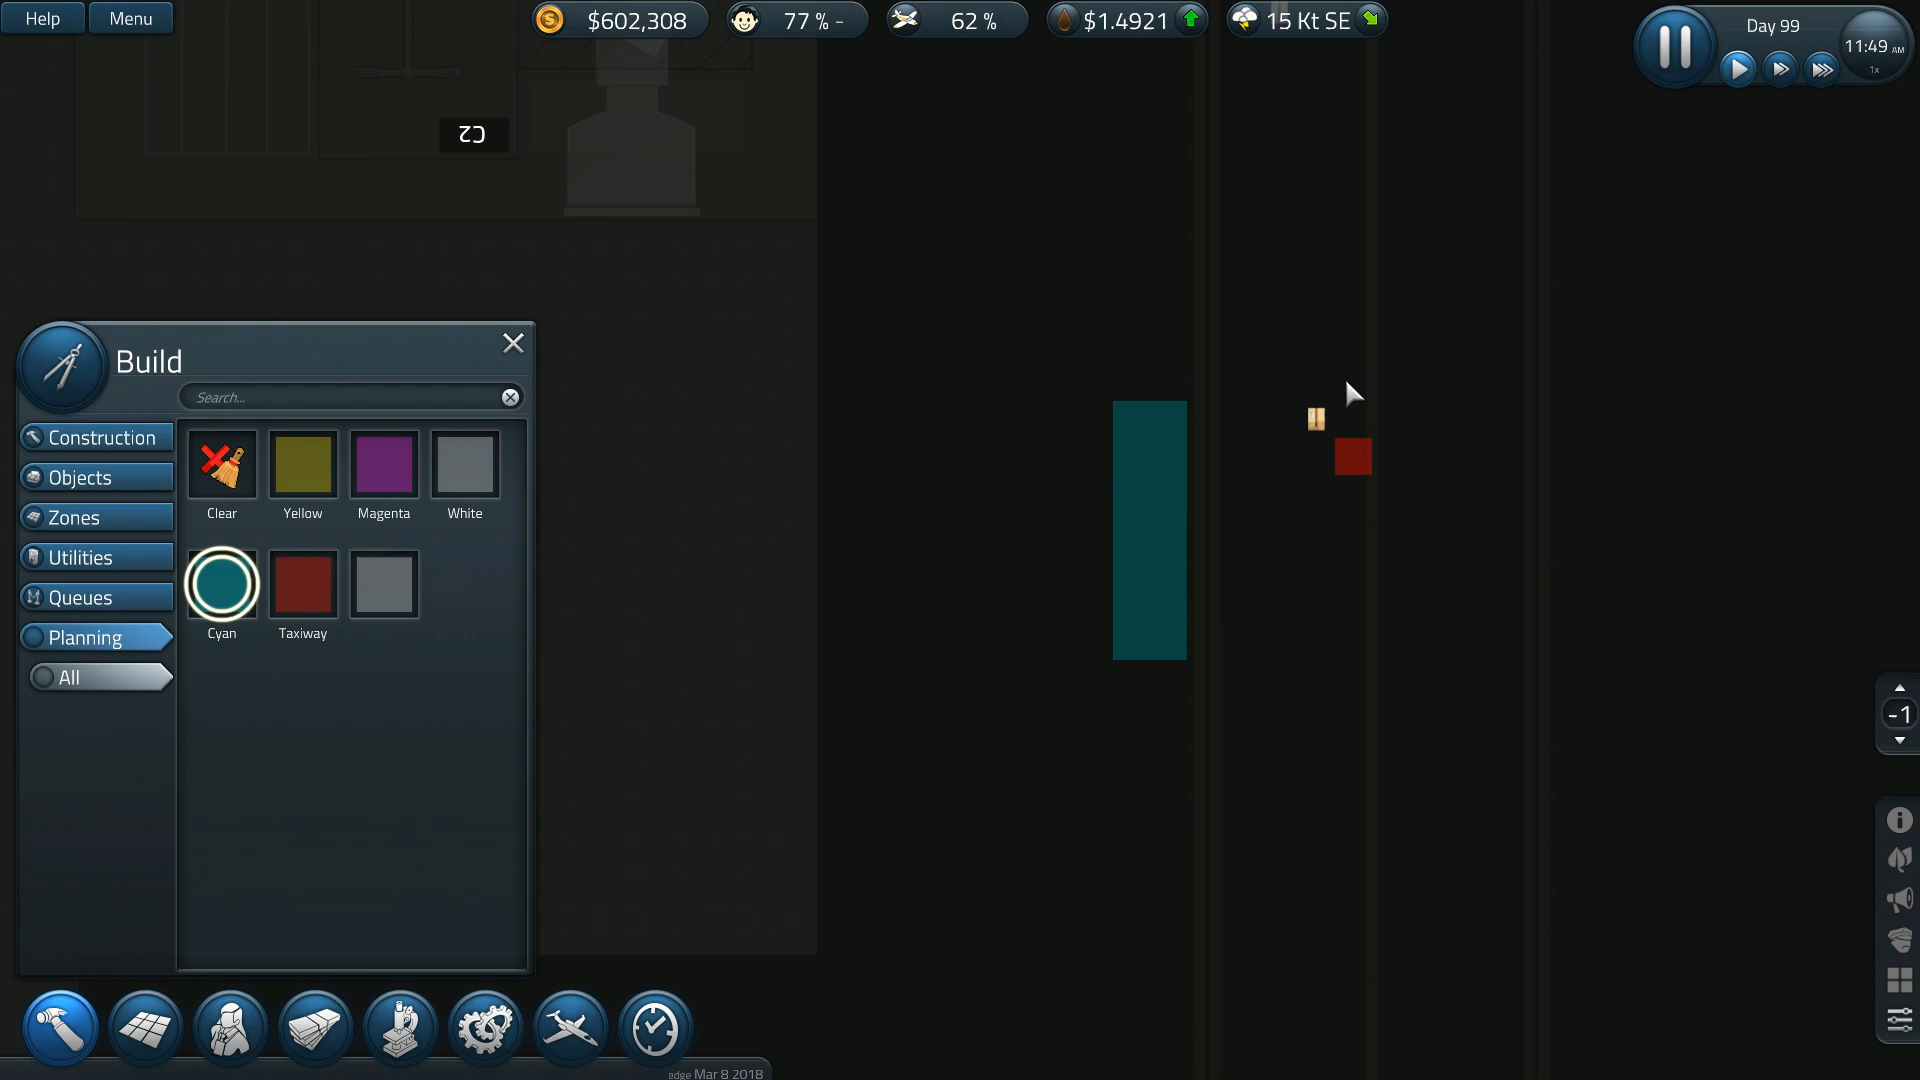 Help
Menu
$602,308
77 % -
62 %
$1.4921
15 Kt SE
Day 99
11:49 AM
1x
C2
Build
Search...
Construction
Objects
Zones
Utilities
Queues
Planning
All
Clear
Yellow
Magenta
White
Cyan
Taxiway
-1
edge Mar 8 2018